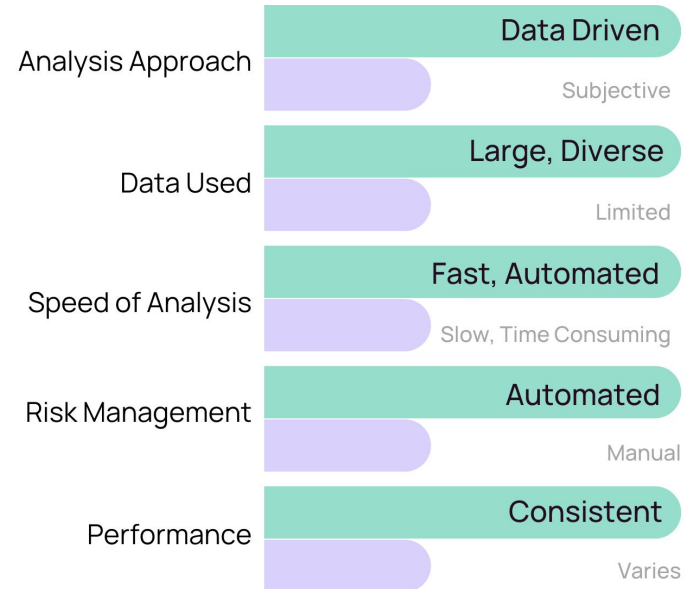 Data Driven
Analysis Approach
Subjective
Large, Diverse
Data Used
Limited
Fast, Automated
Speed of Analysis
Slow, Time Consuming
Automated
Risk Management
Manual
Consistent
Performance
Varies